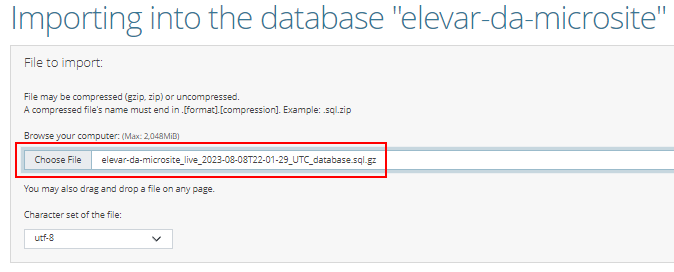 Importing into the database "elevar-da-microsite"
File to import:
File may be compressed (gzip, zip) or uncompressed.
A compressed file's name must end in .[format].[compression]. Example: .sql.zip
Browse your computer: (Max: 2,048MiB)
Choose File elevar-da-microsite_live_2023-08-08T22-01-29_UTC_database.sql.gz
You may also drag and drop a file on any page.
Character set of the file:
utf-8